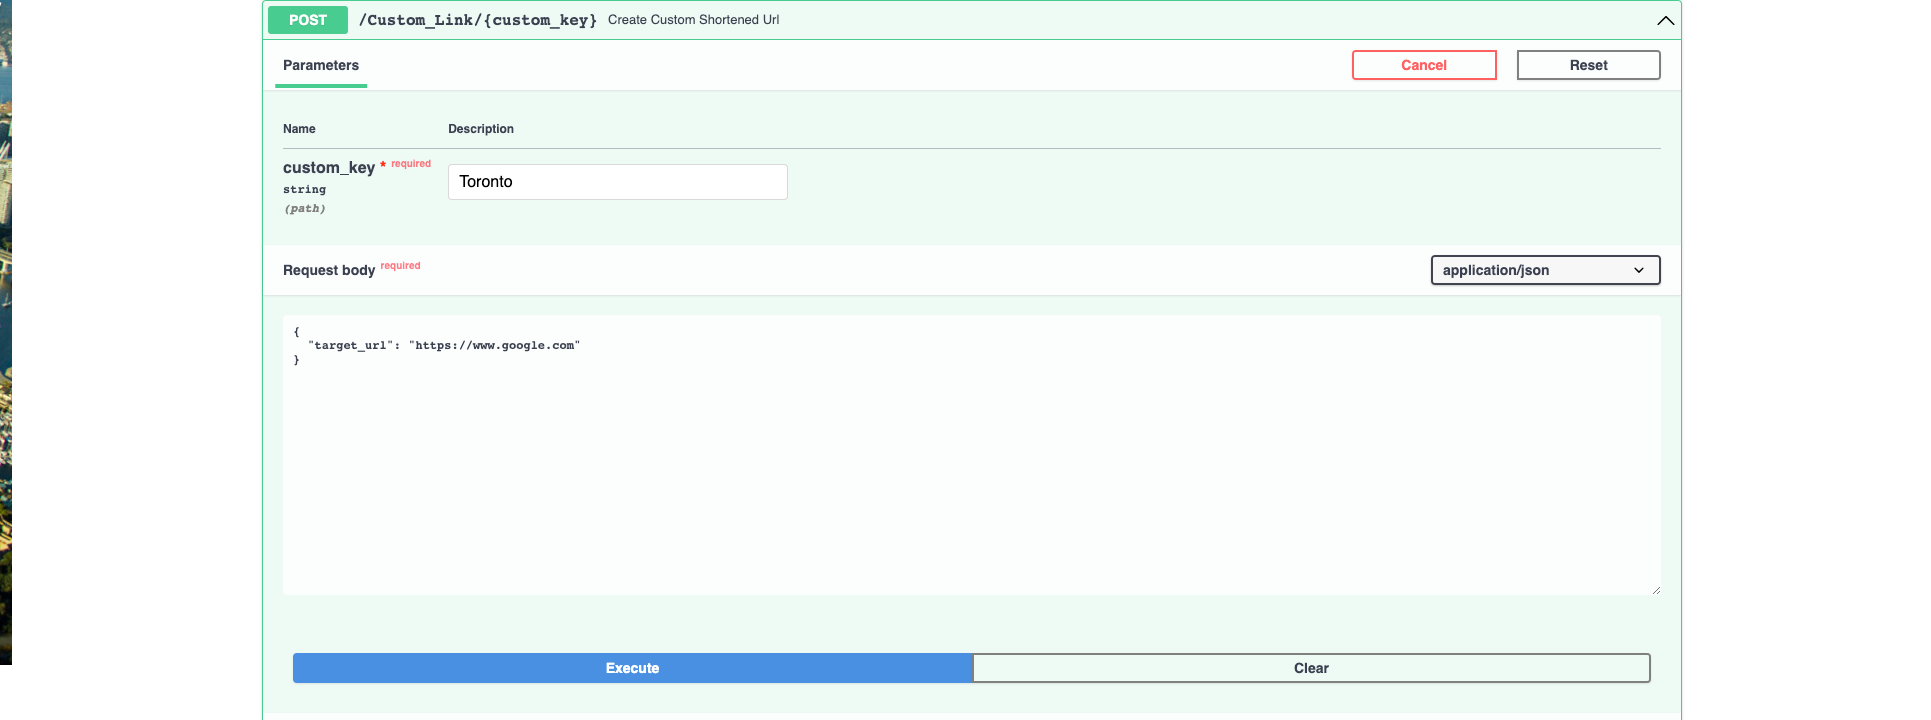 POST /Custom_Link/{custom_key} Create Custom Shortened Url
Parameters
Cancel
Reset
Name Description
custom_key * required
string
(path)
Toronto
Request body required
application/json
{
  "target_url": "https://www.google.com"
}
Execute
Clear